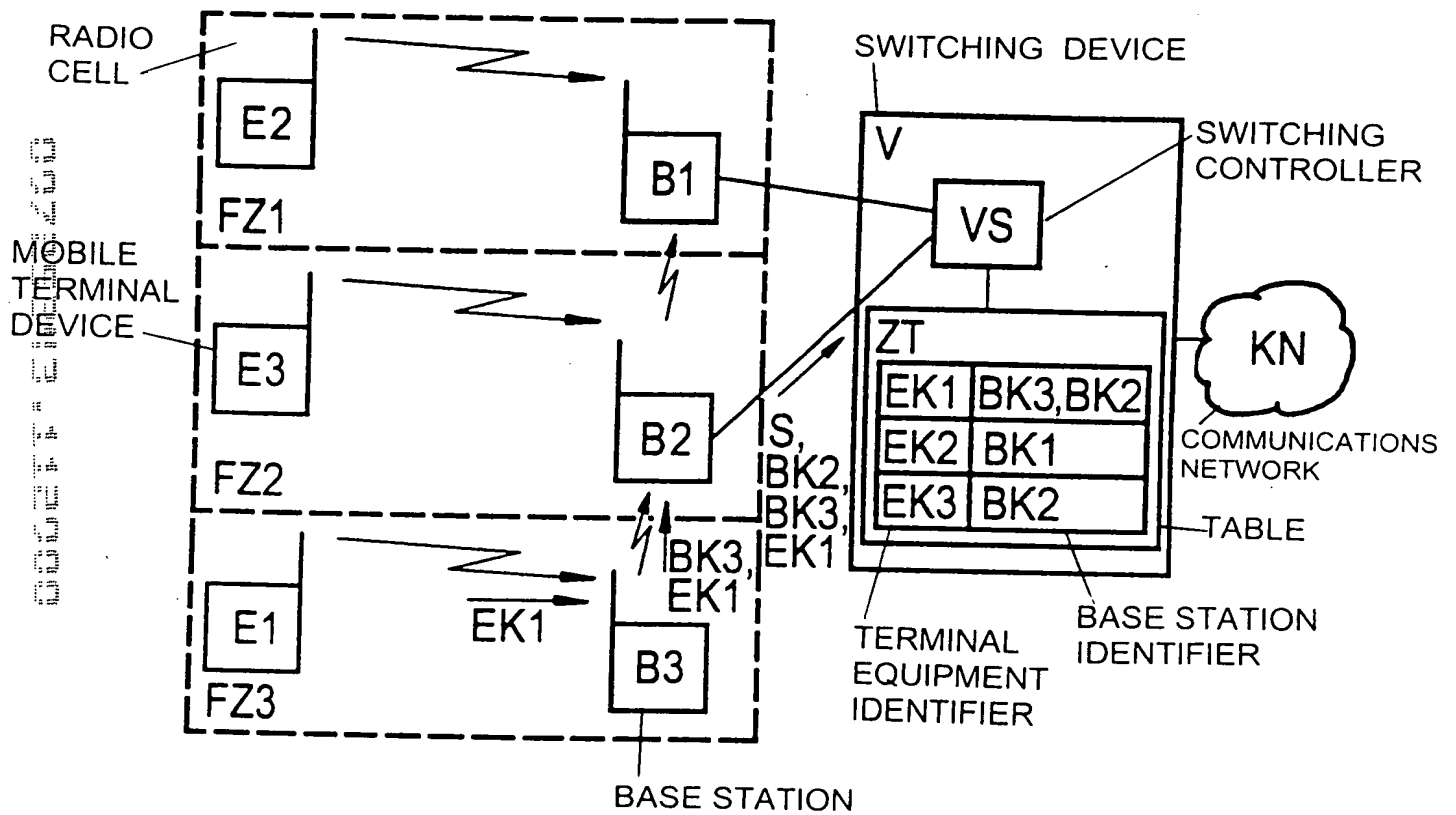 RADIO
CELL
E2
B1
FZ1
MOBILE
TERMINAL
DEVICE
E3
B2
FZ2
BK3,
EK1
EK1
E1
B3
FZ3
BASE STATION
S,
BK2,
BK3,
EK1
SWITCHING DEVICE
V
SWITCHING
CONTROLLER
VS
ZT
EK1 BK3,BK2
EK2 BK1
EK3 BK2
KN
COMMUNICATIONS
NETWORK
TABLE
TERMINAL
EQUIPMENT
IDENTIFIER
BASE STATION
IDENTIFIER